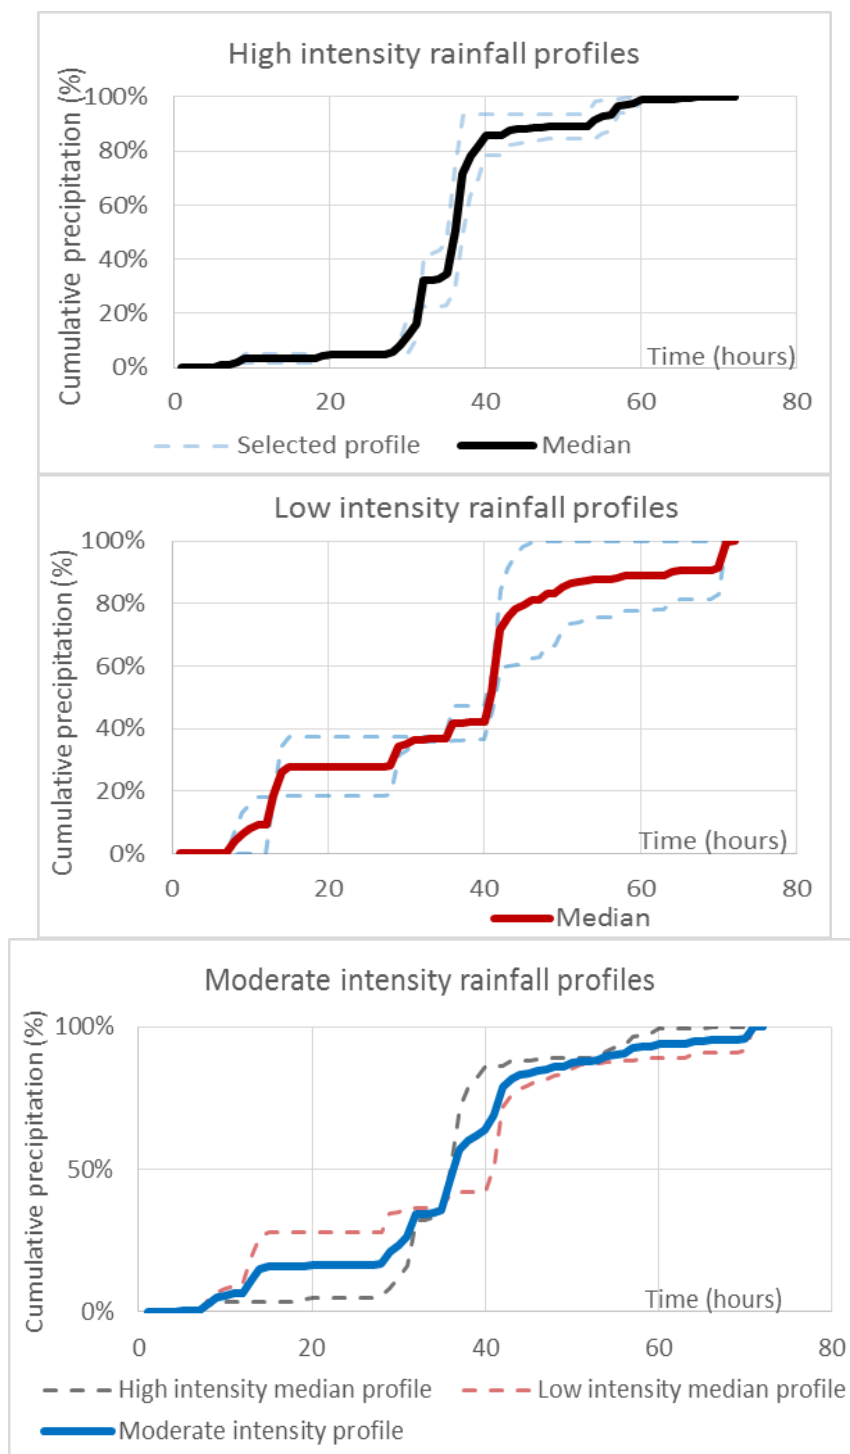 High intensity rainfall profiles
Cumulative precipitation (%)
100%
80%
60%
40%
20%
0%
Time (hours)
0 20 40 60 80
Selected profile Median
Low intensity rainfall profiles
Cumulative precipitation (%)
100%
80%
60%
40%
20%
0%
Time (hours)
0 20 40 60 80
Median
Moderate intensity rainfall profiles
Cumulative precipitation (%)
100%
50%
0%
Time (hours)
0 20 40 60 80
High intensity median profile Low intensity median profile
Moderate intensity profile